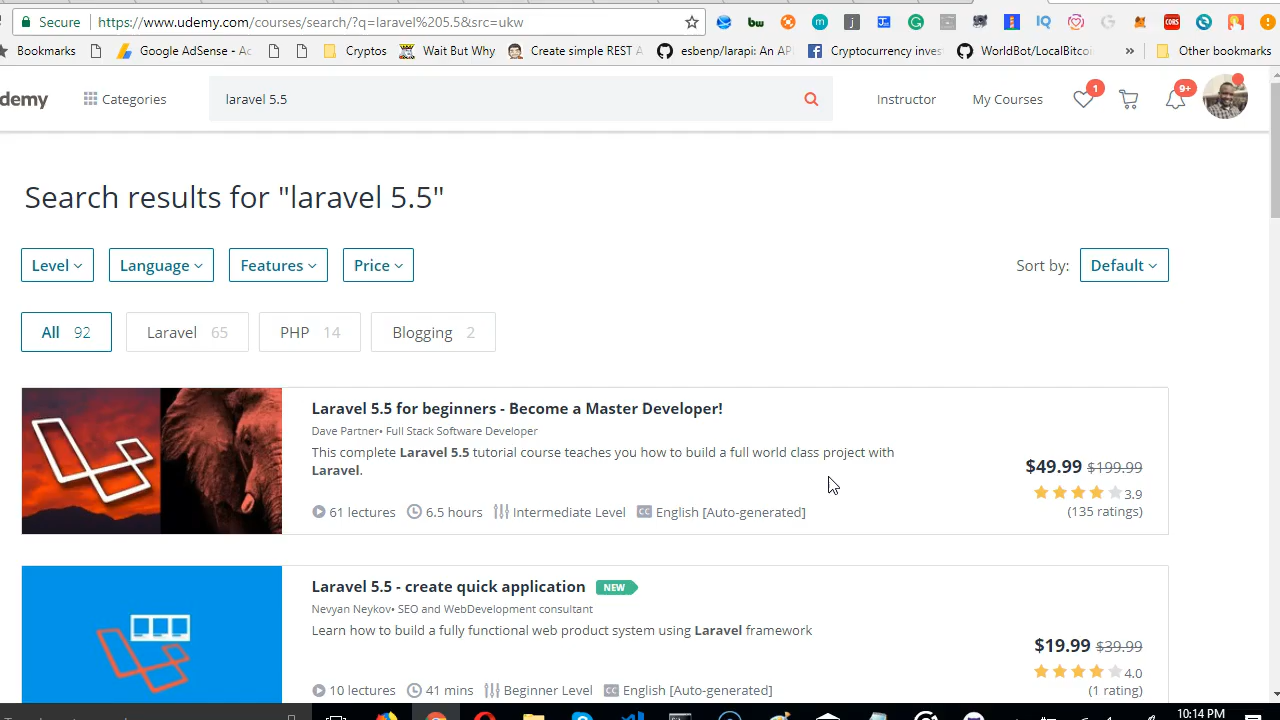 Secure https://www.udemy.com/courses/search/?q=laravel%205.5&src=ukw
Bookmarks Google AdSense - Ac Cryptos Wait But Why Create simple REST A esbenp/larapi: An AP Cryptocurrency inves WorldBot/LocalBitco » Other bookmarks
demy Categories laravel 5.5 Instructor My Courses 1 9+
Search results for "laravel 5.5"
Level Language Features Price Sort by: Default
All 92 Laravel 65 PHP 14 Blogging 2
Laravel 5.5 for beginners - Become a Master Developer!
Dave Partner• Full Stack Software Developer
This complete Laravel 5.5 tutorial course teaches you how to build a full world class project with
Laravel.
$49.99 $199.99
3.9
(135 ratings)
61 lectures 6.5 hours Intermediate Level CC English [Auto-generated]
Laravel 5.5 - create quick application NEW
Nevyan Neykov• SEO and WebDevelopment consultant
Learn how to build a fully functional web product system using Laravel framework
$19.99 $39.99
4.0
(1 rating)
10 lectures 41 mins Beginner Level CC English [Auto-generated]
10:14 PM